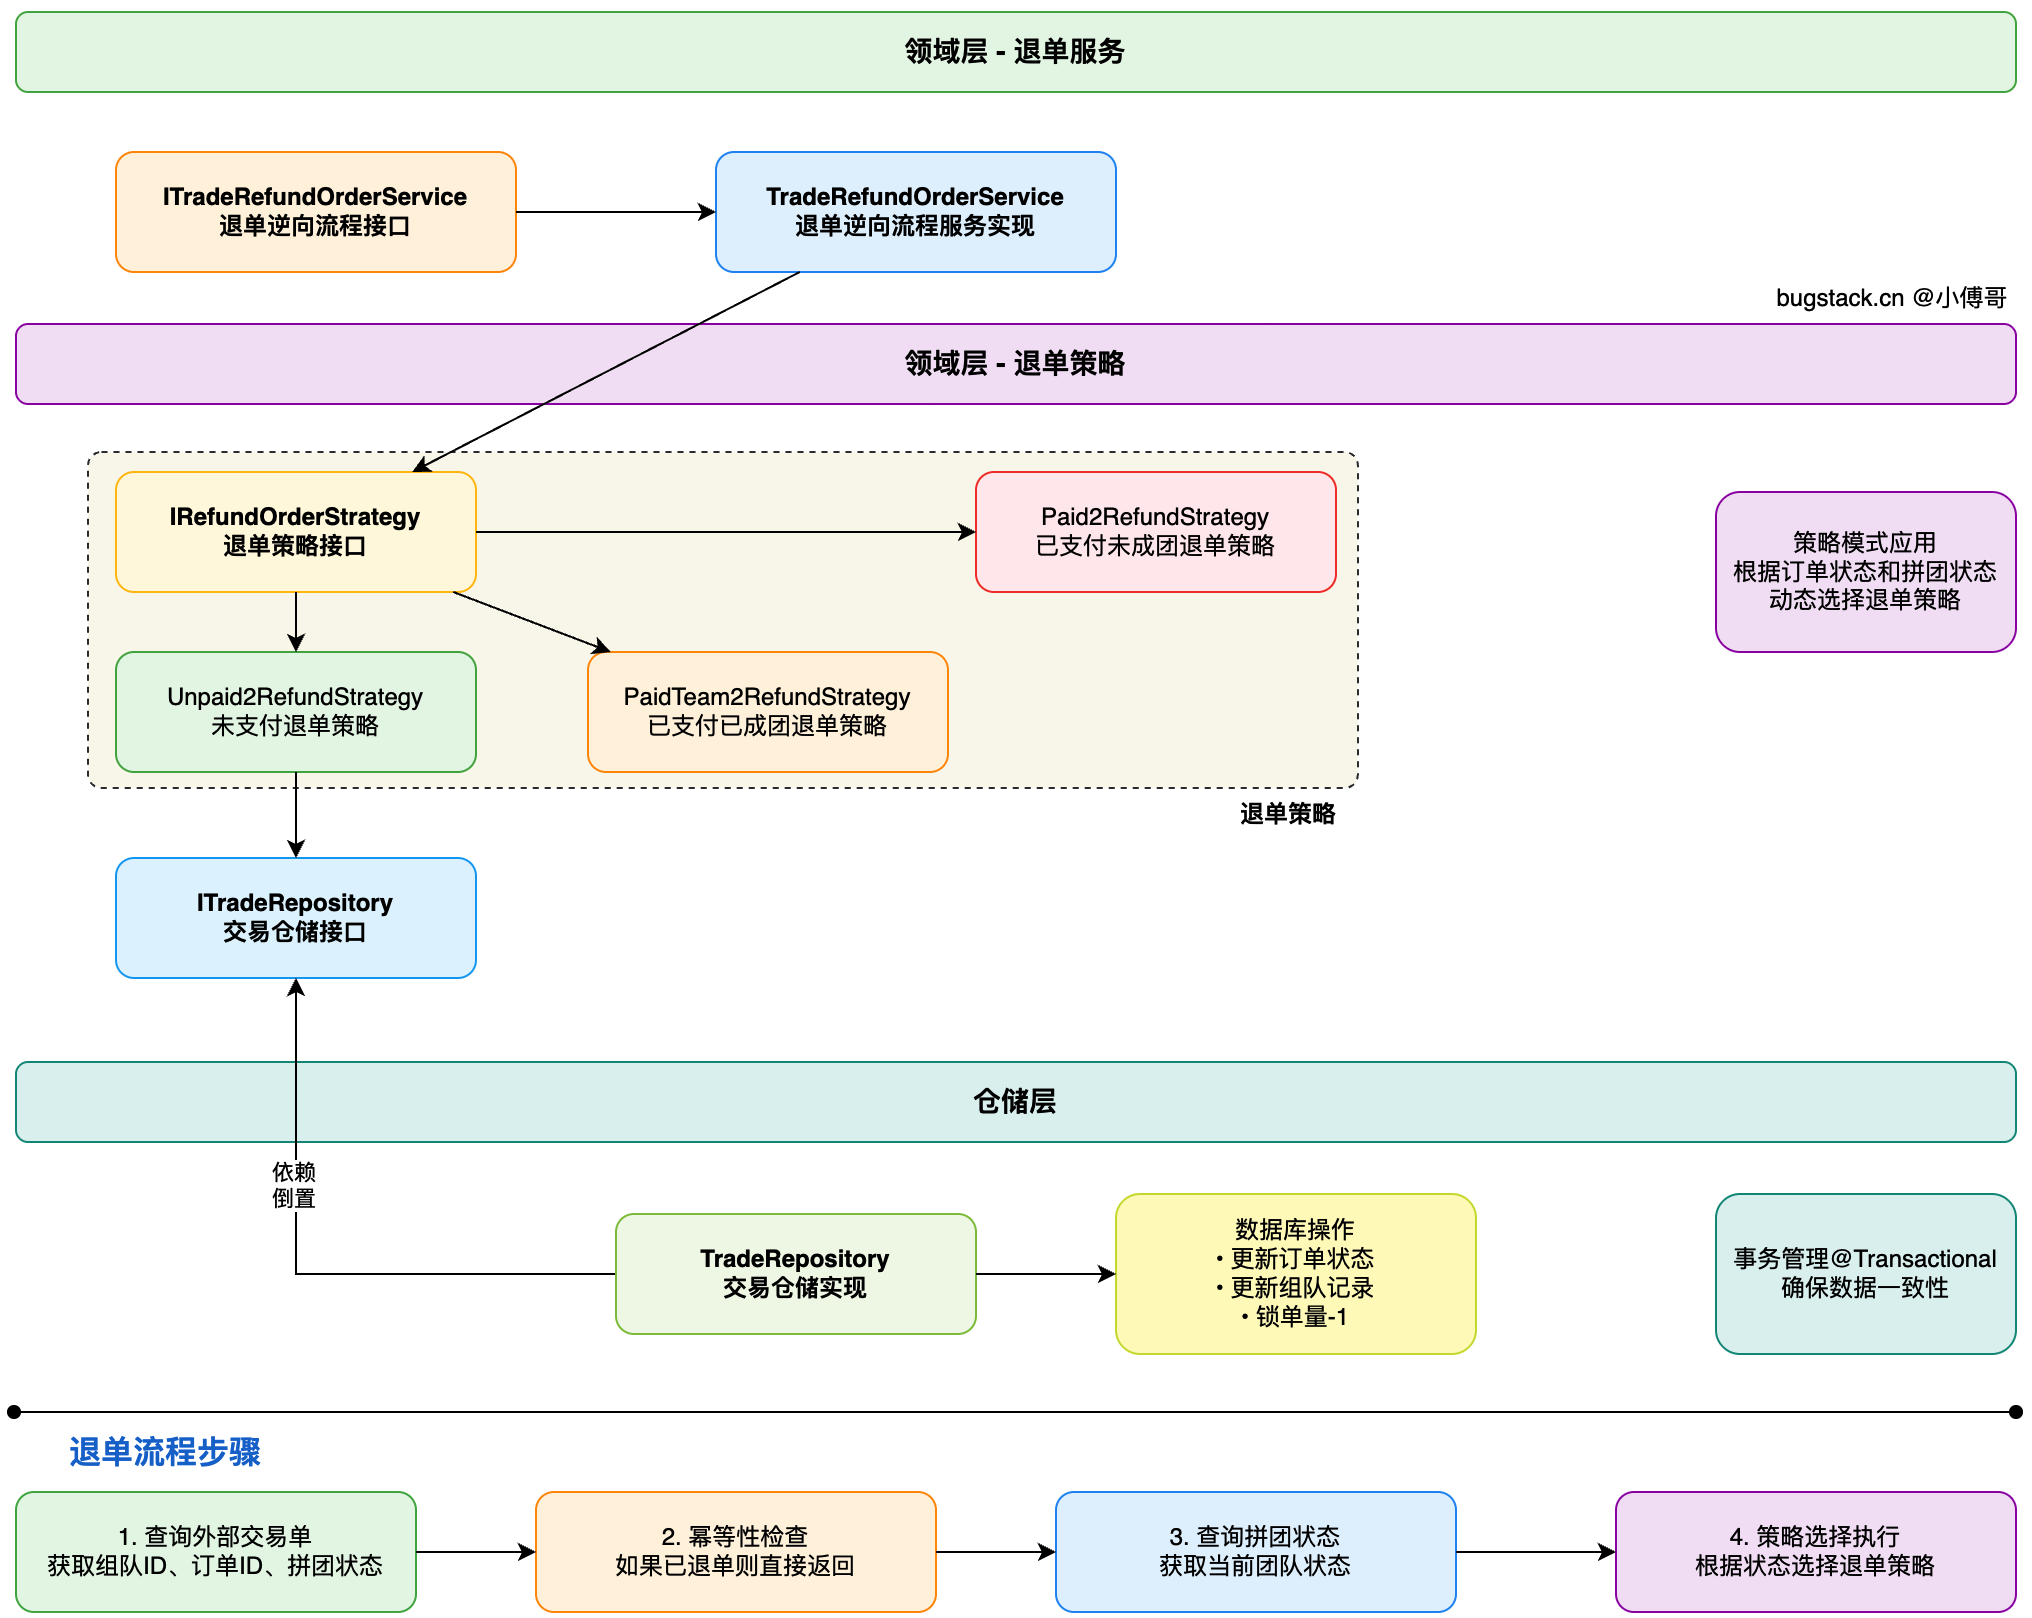 领域层 - 退单服务
ITradeRefundOrderService
退单逆向流程接口
TradeRefundOrderService
退单逆向流程服务实现
bugstack.cn @小傅哥
领域层 - 退单策略
IRefundOrderStrategy
退单策略接口
Paid2RefundStrategy
已支付未成团退单策略
策略模式应用
根据订单状态和拼团状态
动态选择退单策略
Unpaid2RefundStrategy
未支付退单策略
PaidTeam2RefundStrategy
已支付已成团退单策略
退单策略
ITradeRepository
交易仓储接口
仓储层
依赖
倒置
TradeRepository
交易仓储实现
数据库操作
• 更新订单状态
• 更新组队记录
• 锁单量-1
事务管理@Transactional
确保数据一致性
退单流程步骤
1. 查询外部交易单
获取组队ID、订单ID、拼团状态
2. 幂等性检查
如果已退单则直接返回
3. 查询拼团状态
获取当前团队状态
4. 策略选择执行
根据状态选择退单策略